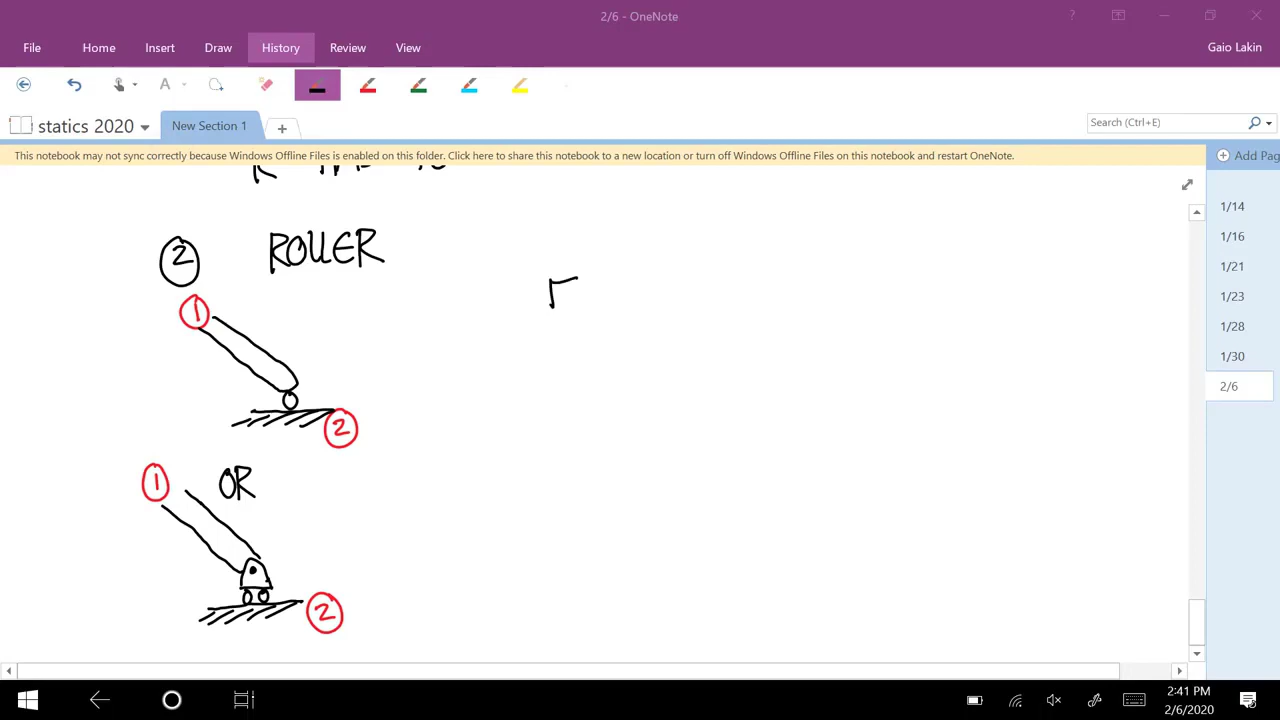 2/6 - OneNote
File Home Insert Draw History Review View Gaio Lakin
statics 2020 New Section 1 Search (Ctrl+E)
This notebook may not sync correctly because Windows Offline Files is enabled on this folder. Click here to share this notebook to a new location or turn off Windows Offline Files on this notebook and restart OneNote.
Add Pag
1/14
1/16
1/21
1/23
1/28
1/30
2/6
2 ROLLER
1
2
1 OR
2
2:41 PM
2/6/2020